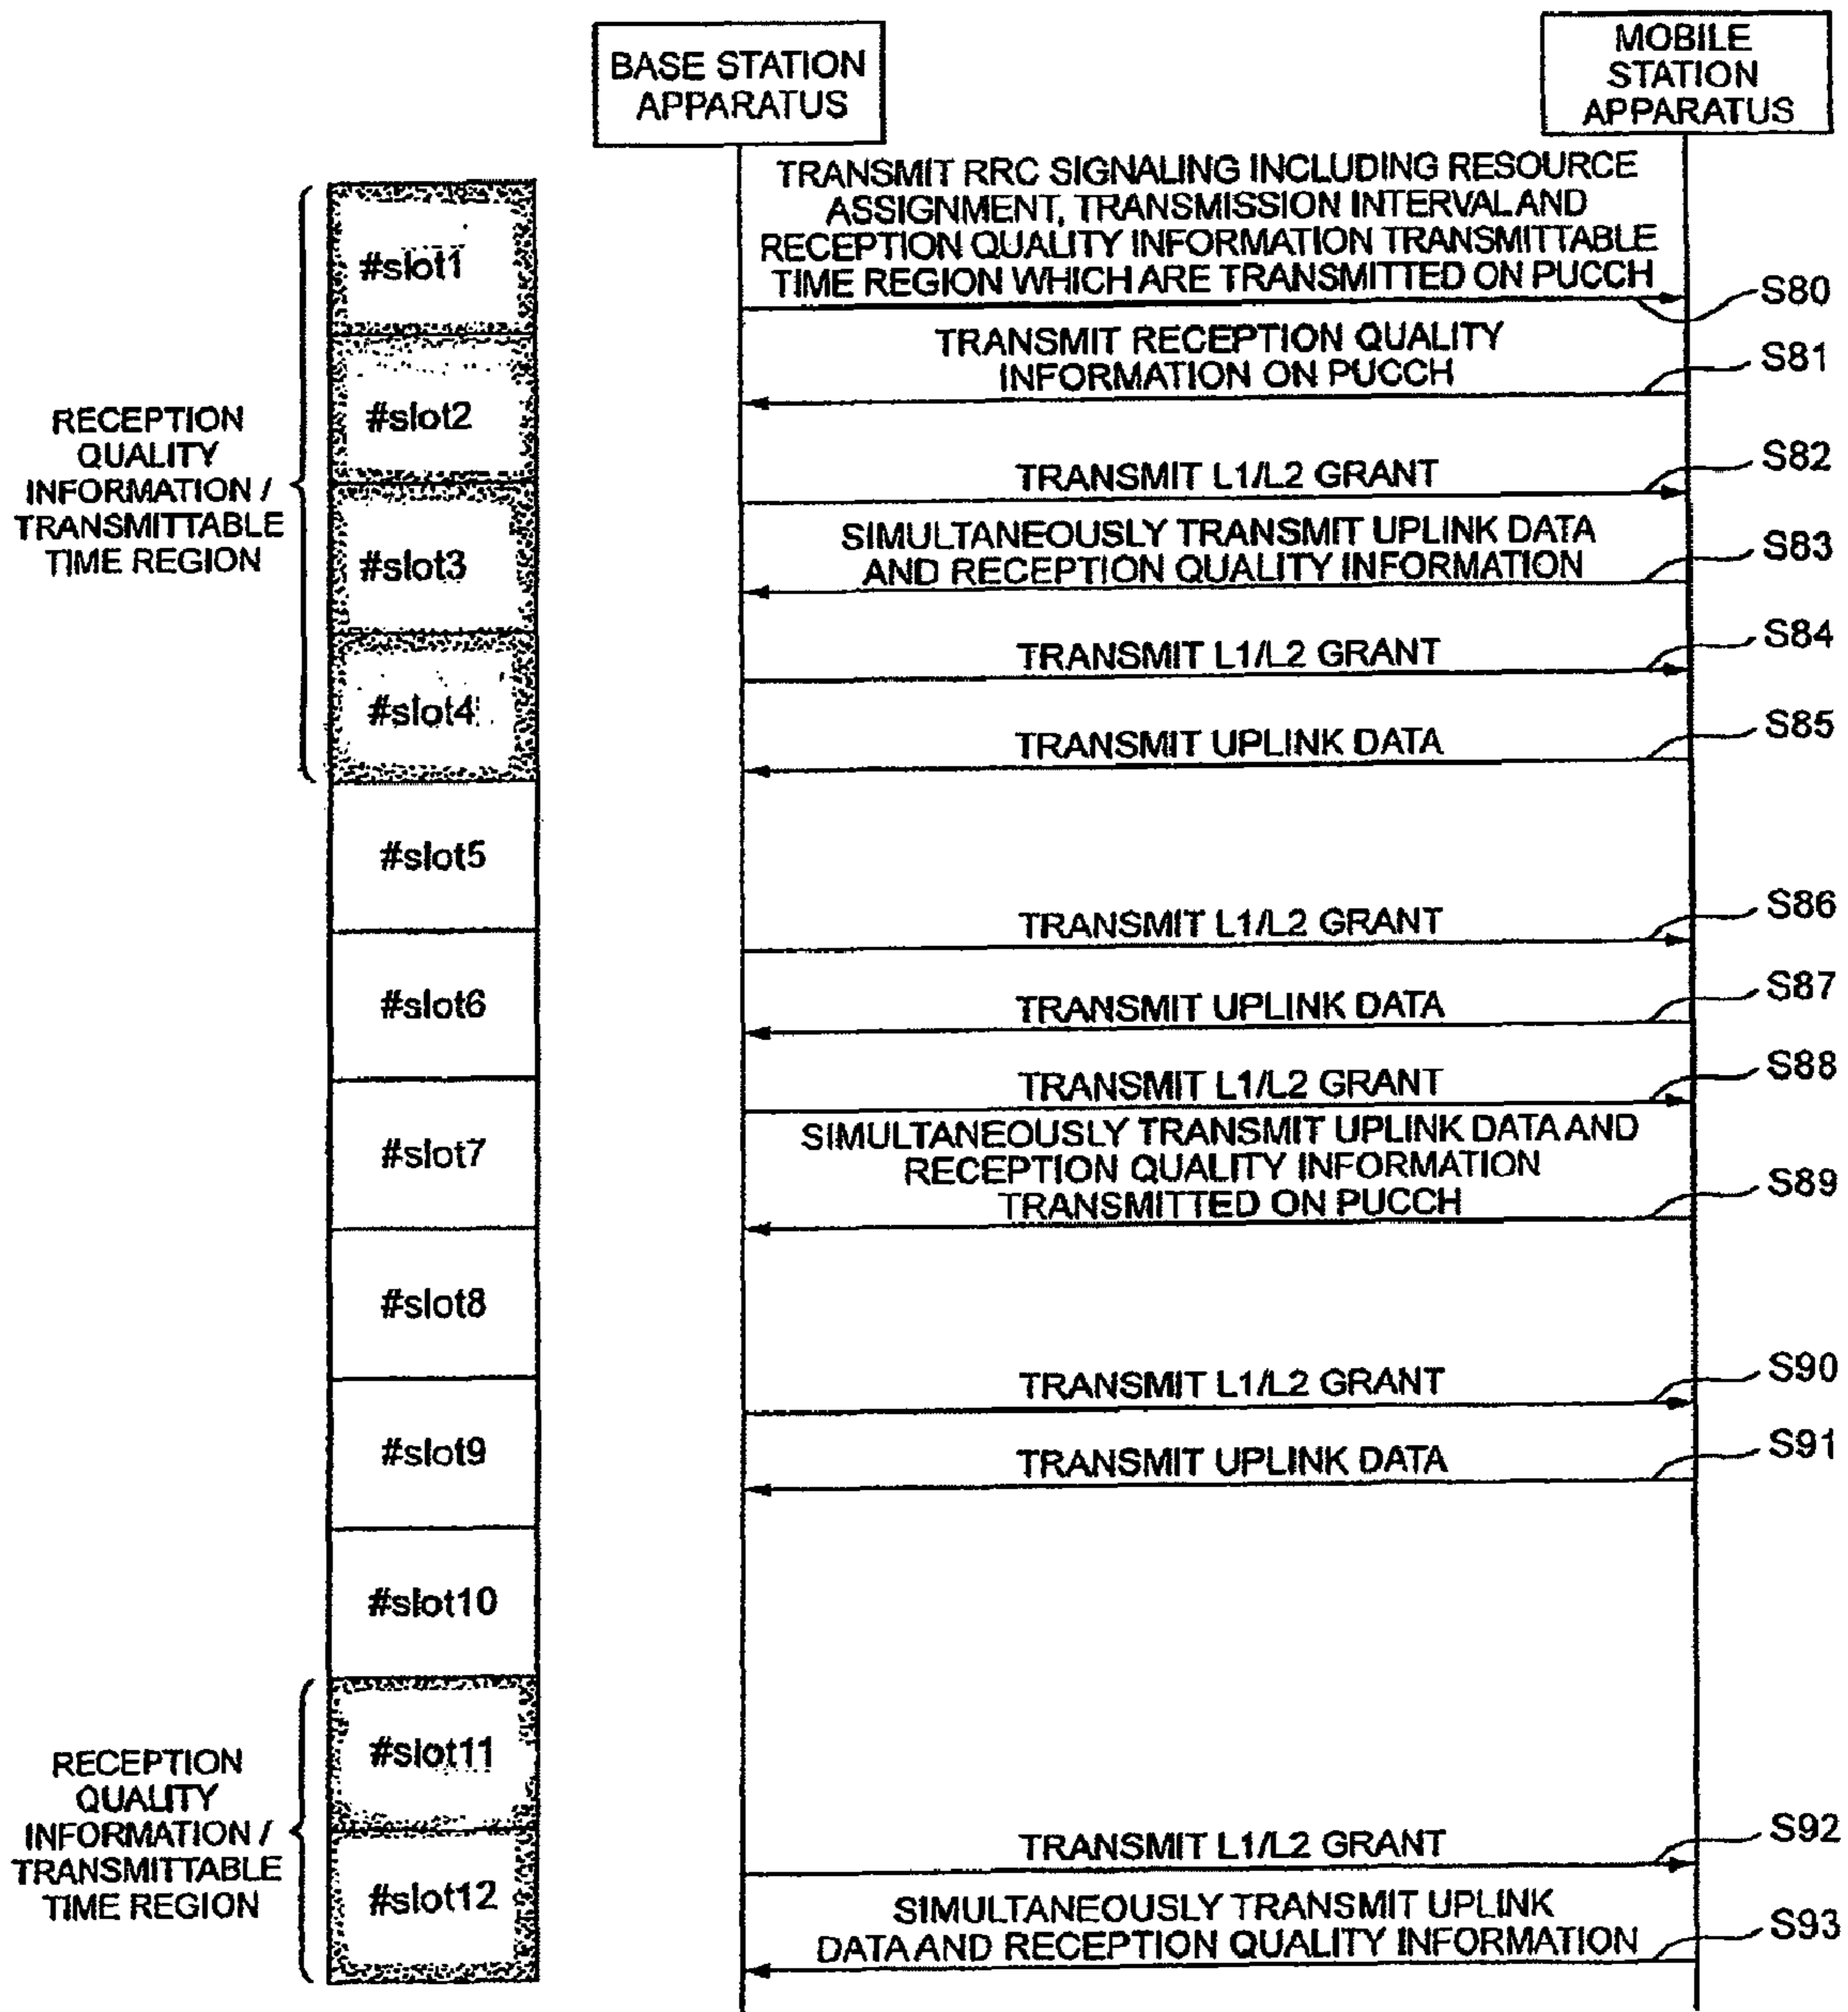 BASE STATION
APPARATUS
MOBILE
STATION
APPARATUS
TRANSMIT RRC SIGNALING INCLUDING RESOURCE
ASSIGNMENT, TRANSMISSION INTERVAL AND
RECEPTION QUALITY INFORMATION TRANSMITTABLE
TIME REGION WHICH ARE TRANSMITTED ON PUCCH
S80
TRANSMIT RECEPTION QUALITY
INFORMATION ON PUCCH
S81
TRANSMIT L1/L2 GRANT
S82
SIMULTANEOUSLY TRANSMIT UPLINK DATA
AND RECEPTION QUALITY INFORMATION
S83
TRANSMIT L1/L2 GRANT
S84
TRANSMIT UPLINK DATA
S85
TRANSMIT L1/L2 GRANT
S86
TRANSMIT UPLINK DATA
S87
TRANSMIT L1/L2 GRANT
S88
SIMULTANEOUSLY TRANSMIT UPLINK DATA AND
RECEPTION QUALITY INFORMATION
TRANSMITTED ON PUCCH
S89
TRANSMIT L1/L2 GRANT
S90
TRANSMIT UPLINK DATA
S91
TRANSMIT L1/L2 GRANT
S92
SIMULTANEOUSLY TRANSMIT UPLINK
DATA AND RECEPTION QUALITY INFORMATION
S93
RECEPTION
QUALITY
INFORMATION /
TRANSMITTABLE
TIME REGION
#slot1
#slot2
#slot3
#slot4
#slot5
#slot6
#slot7
#slot8
#slot9
#slot10
#slot11
#slot12
RECEPTION
QUALITY
INFORMATION /
TRANSMITTABLE
TIME REGION